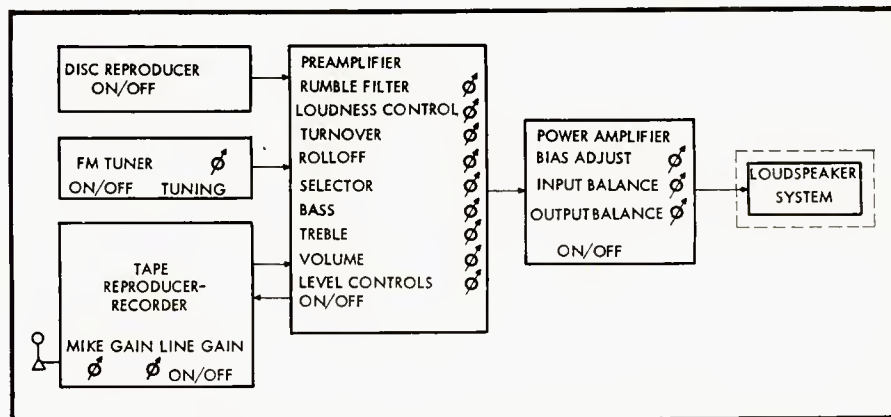 DISC REPRODUCER
ON/OFF
FM TUNER
ON/OFF TUNING
TAPE
REPRODUCER-
RECORDER
MIKE GAIN LINE GAIN
ON/OFF
PREAMPLIFIER
RUMBLE FILTER
LOUDNESS CONTROL
TURNOVER
ROLLOFF
SELECTOR
BASS
TREBLE
VOLUME
LEVEL CONTROLS
ON/OFF
POWER AMPLIFIER
BIAS ADJUST
INPUT BALANCE
OUTPUT BALANCE
ON/OFF
LOUDSPEAKER
SYSTEM